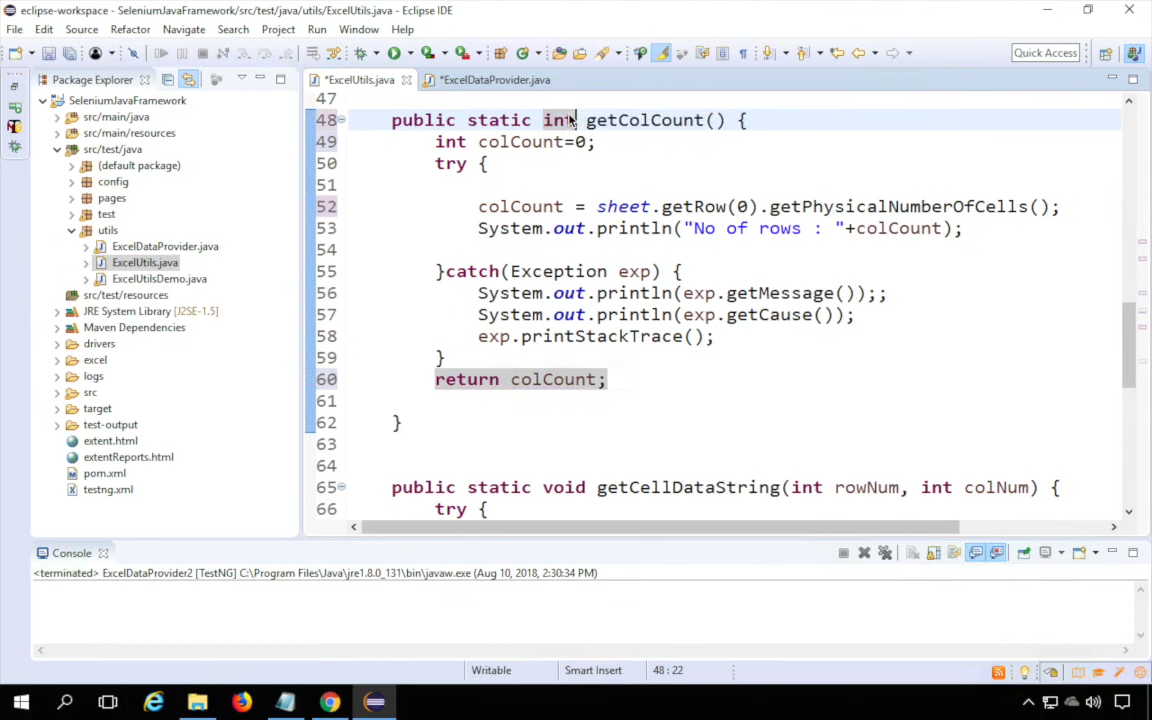 eclipse-workspace - SeleniumJavaFramework/src/test/java/utils/ExcelUtils.java - Eclipse IDE
File Edit Source Refactor Navigate Search Project Run Window Help
Quick Access
Package Explorer
*ExcelUtils.java
*ExcelDataProvider.java
SeleniumJavaFramework
src/main/java
src/main/resources
src/test/java
(default package)
config
pages
test
utils
ExcelDataProvider.java
ExcelUtils.java
ExcelUtilsDemo.java
src/test/resources
JRE System Library [J2SE-1.5]
Maven Dependencies
drivers
excel
logs
src
target
test-output
extent.html
extentReports.html
pom.xml
testng.xml
47
48 public static int getColCount() {
49 int colCount=0;
50 try {
51
52 colCount = sheet.getRow(0).getPhysicalNumberOfCells();
53 System.out.println("No of rows : "+colCount);
54
55 }catch(Exception exp) {
56 System.out.println(exp.getMessage());;
57 System.out.println(exp.getCause());
58 exp.printStackTrace();
59 }
60 return colCount;
61
62 }
63
64
65 public static void getCellDataString(int rowNum, int colNum) {
66 try {
Console
<terminated> ExcelDataProvider2 [TestNG] C:\Program Files\Java\jre1.8.0_131\bin\javaw.exe (Aug 10, 2018, 2:30:34 PM)
Writable Smart Insert 48 : 22